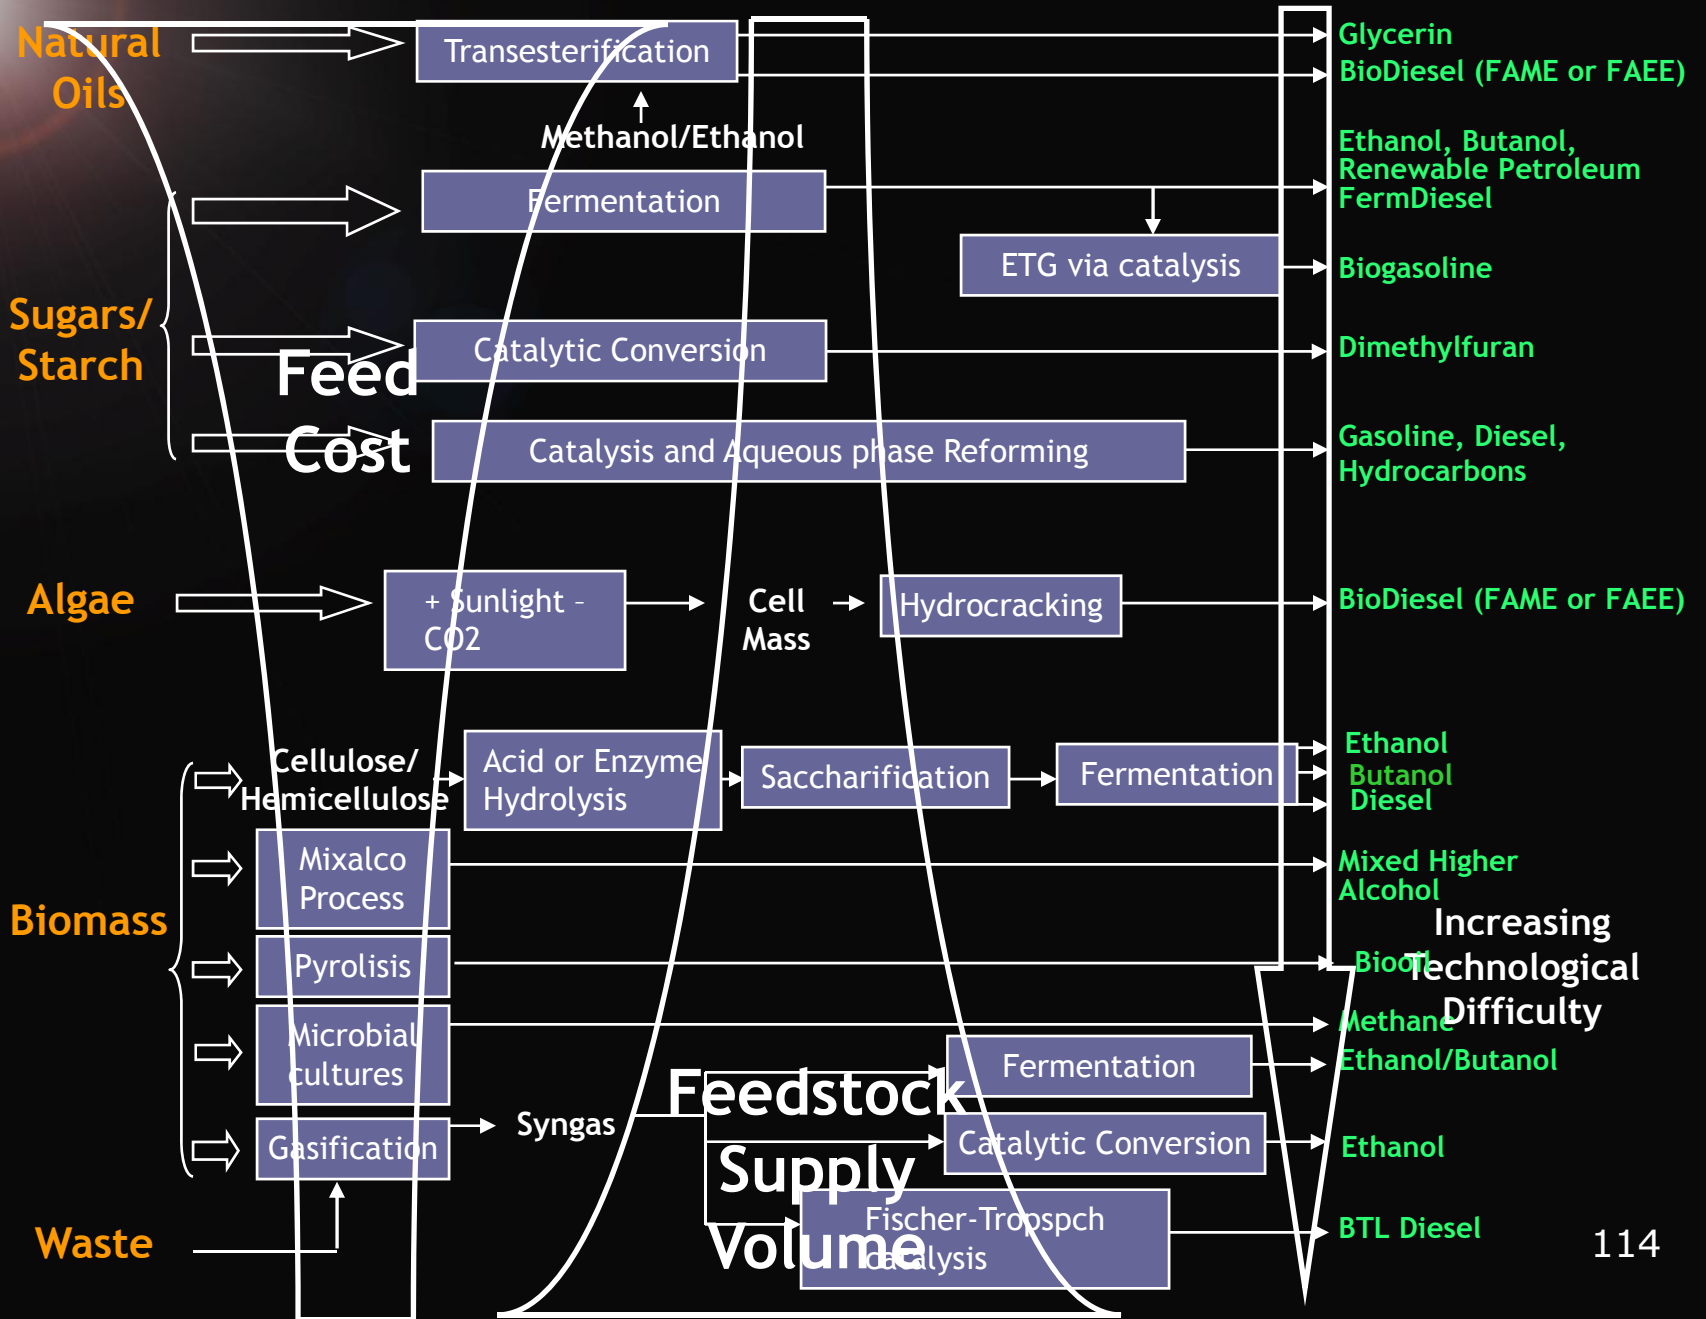 Natural
Oils
Transesterification
Glycerin
BioDiesel (FAME or FAEE)
Methanol/Ethanol
Fermentation
Ethanol, Butanol,
Renewable Petroleum
FermDiesel
ETG via catalysis
Biogasoline
Sugars/
Starch
Catalytic Conversion
Dimethylfuran
Feed
Cost
Catalysis and Aqueous phase Reforming
Gasoline, Diesel,
Hydrocarbons
Algae
+ Sunlight –
CO2
Cell
Mass
Hydrocracking
BioDiesel (FAME or FAEE)
Cellulose/
Hemicellulose
Acid or Enzyme
Hydrolysis
Saccharification
Fermentation
Ethanol
Butanol
Diesel
Biomass
Mixalco
Process
Mixed Higher
Alcohol
Increasing
Technological
Difficulty
Pyrolisis
Biooil
Microbial
cultures
Methane
Fermentation
Ethanol/Butanol
Feedstock
Supply
Volume
Gasification
Syngas
Catalytic Conversion
Ethanol
Waste
Fischer-Tropspch
catalysis
BTL Diesel
114